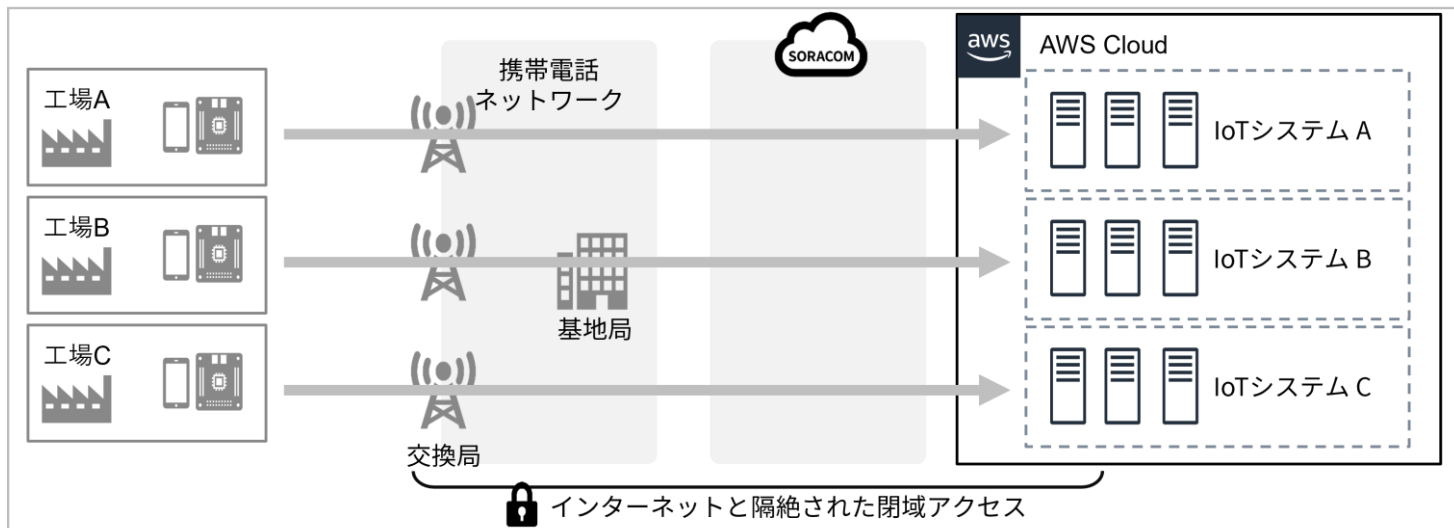 携帯電話
ネットワーク
SORACOM
aws
AWS Cloud
工場A
IoTシステム A
工場B
基地局
IoTシステム B
工場C
交換局
IoTシステム C
インターネットと隔絶された閉域アクセス